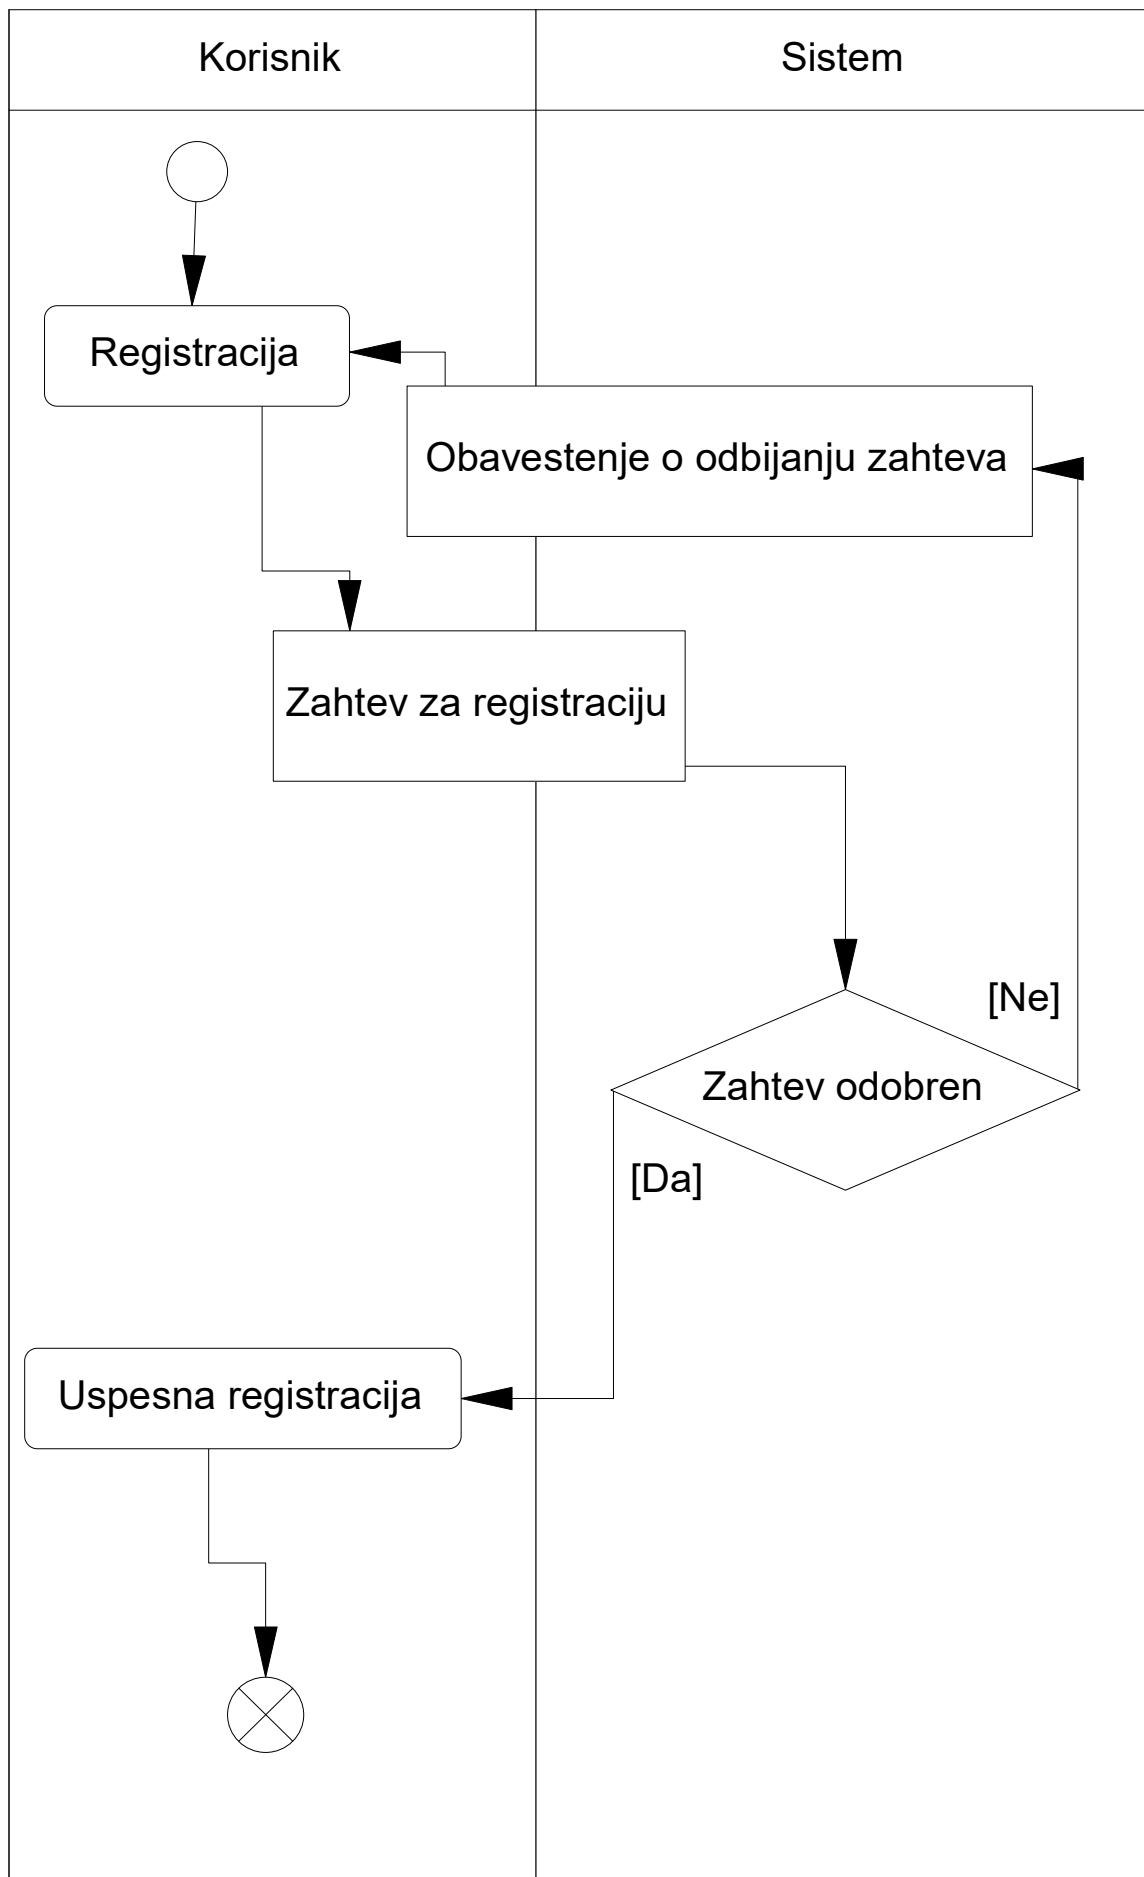 Korisnik
Sistem
Registracija
Obavestenje o odbijanju zahteva
Zahtev za registraciju
[Ne]
Zahtev odobren
[Da]
Uspesna registracija